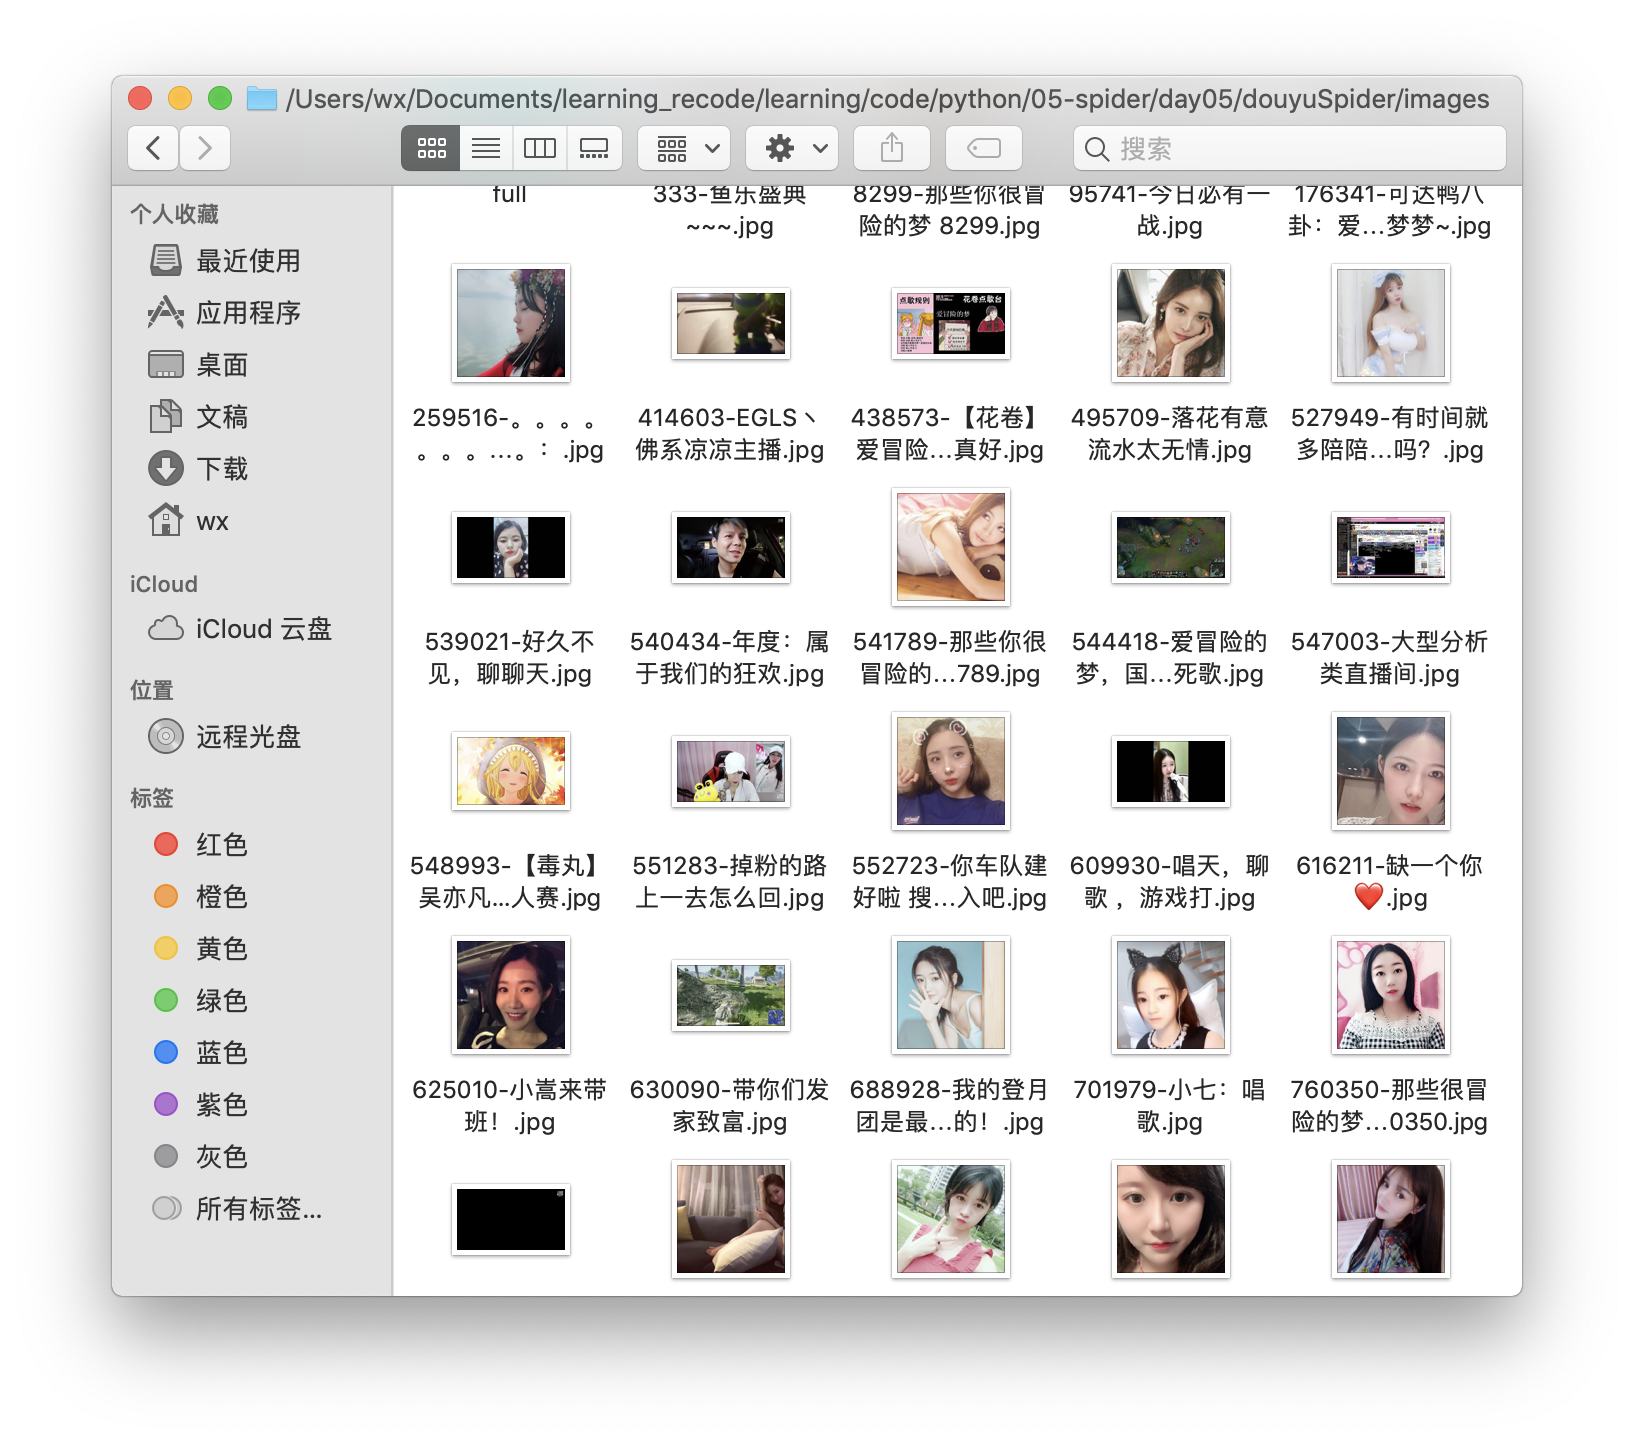 /Users/wx/Documents/learning_recode/learning/code/python/05-spider/day05/douyuSpider/images
搜索
个人收藏
最近使用
应用程序
桌面
文稿
下载
wx
iCloud
iCloud 云盘
位置
远程光盘
标签
红色
橙色
黄色
绿色
蓝色
紫色
灰色
所有标签...
full
333-鱼乐盛典
~~~.jpg
8299-那些你很冒
险的梦 8299.jpg
95741-今日必有一
战.jpg
176341-可达鸭八
卦：爱...梦梦~.jpg
点歌规则
花卷点歌台
爱冒险的梦
259516-。。。。
。。。...。：.jpg
414603-EGLS丶
佛系凉凉主播.jpg
438573-【花卷】
爱冒险...真好.jpg
495709-落花有意
流水太无情.jpg
527949-有时间就
多陪陪...吗？.jpg
539021-好久不
见，聊聊天.jpg
540434-年度：属
于我们的狂欢.jpg
541789-那些你很
冒险的...789.jpg
544418-爱冒险的
梦，国...死歌.jpg
547003-大型分析
类直播间.jpg
548993-【毒丸】
吴亦凡...人赛.jpg
551283-掉粉的路
上一去怎么回.jpg
552723-你车队建
好啦 搜...入吧.jpg
609930-唱天，聊
歌 ，游戏打.jpg
616211-缺一个你
❤️.jpg
625010-小嵩来带
班！.jpg
630090-带你们发
家致富.jpg
688928-我的登月
团是最...的！.jpg
701979-小七：唱
歌.jpg
760350-那些很冒
险的梦...0350.jpg